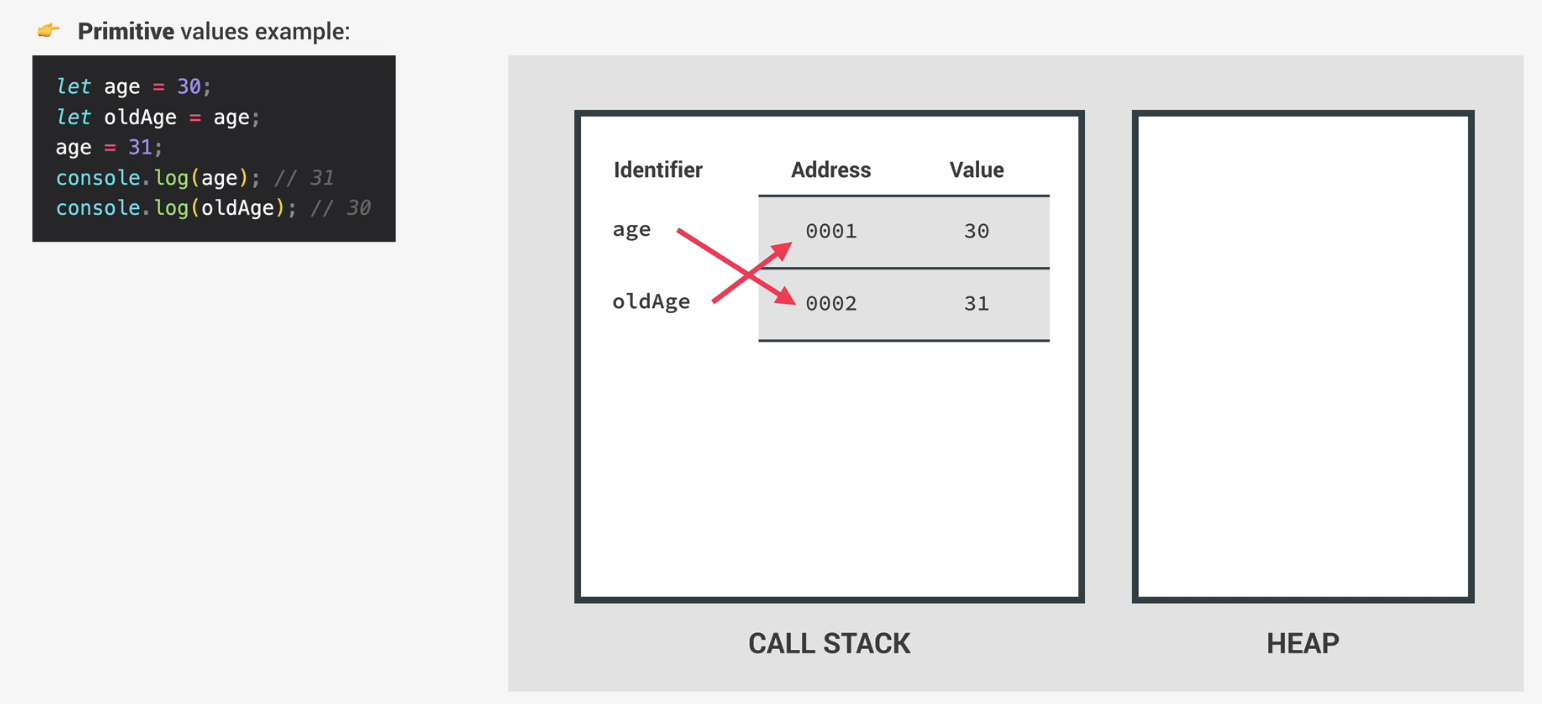 👉 Primitive values example:
let age = 30;
let oldAge = age;
age = 31;
console.log(age); // 31
console.log(oldAge); // 30
Identifier Address Value
age 0001 30
oldAge 0002 31
CALL STACK HEAP